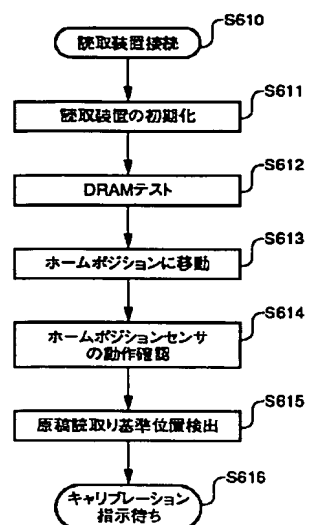 S610
読取装置接続
S611
読取装置の初期化
S612
DRAMテスト
S613
ホームポジションに移動
S614
ホームポジションセンサ
の動作確認
S615
原稿読取り基準位置検出
S616
キャリブレーション
指示待ち